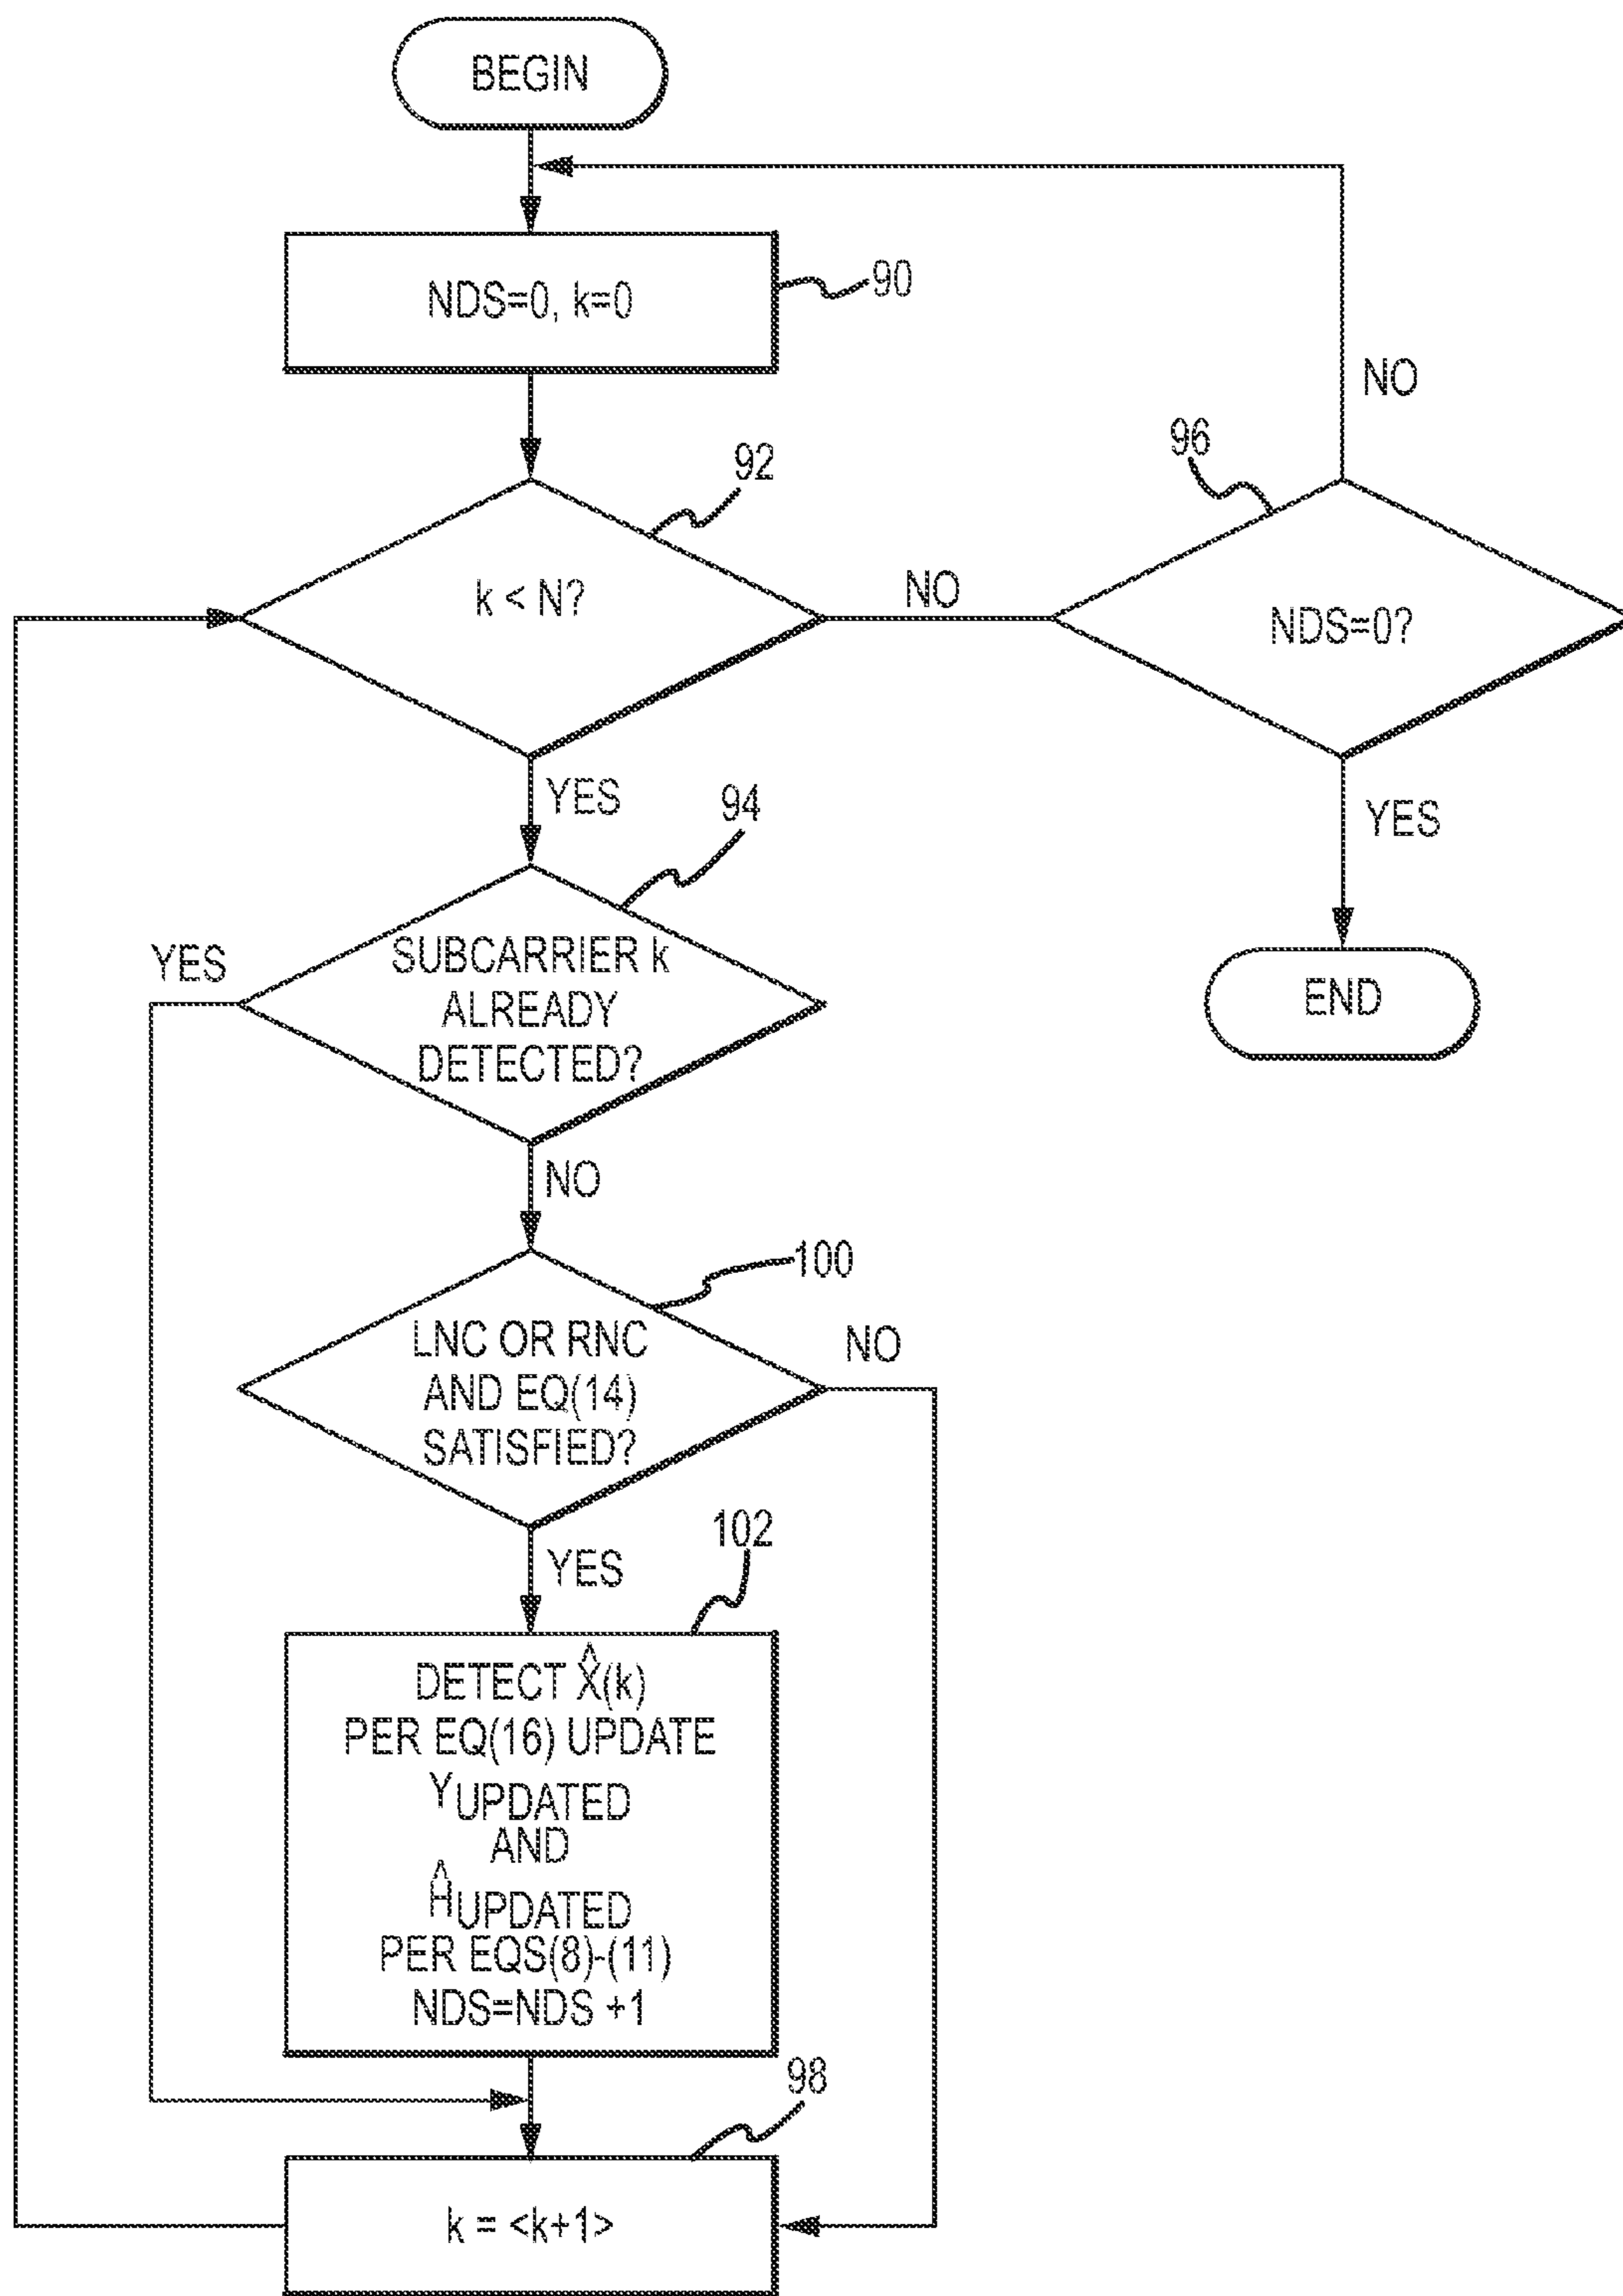 BEGIN
NDS=0, k=0
90
NO
92
96
k < N?
NO
NDS=0?
YES
94
YES
YES
SUBCARRIER k
ALREADY
DETECTED?
END
NO
100
LNC OR RNC
AND EQ(14)
SATISFIED?
NO
102
YES
DETECT X̂(k)
PER EQ(16) UPDATE
YUPDATED
AND
ĤUPDATED
PER EQS(8)-(11)
NDS=NDS +1
98
k = <k+1>